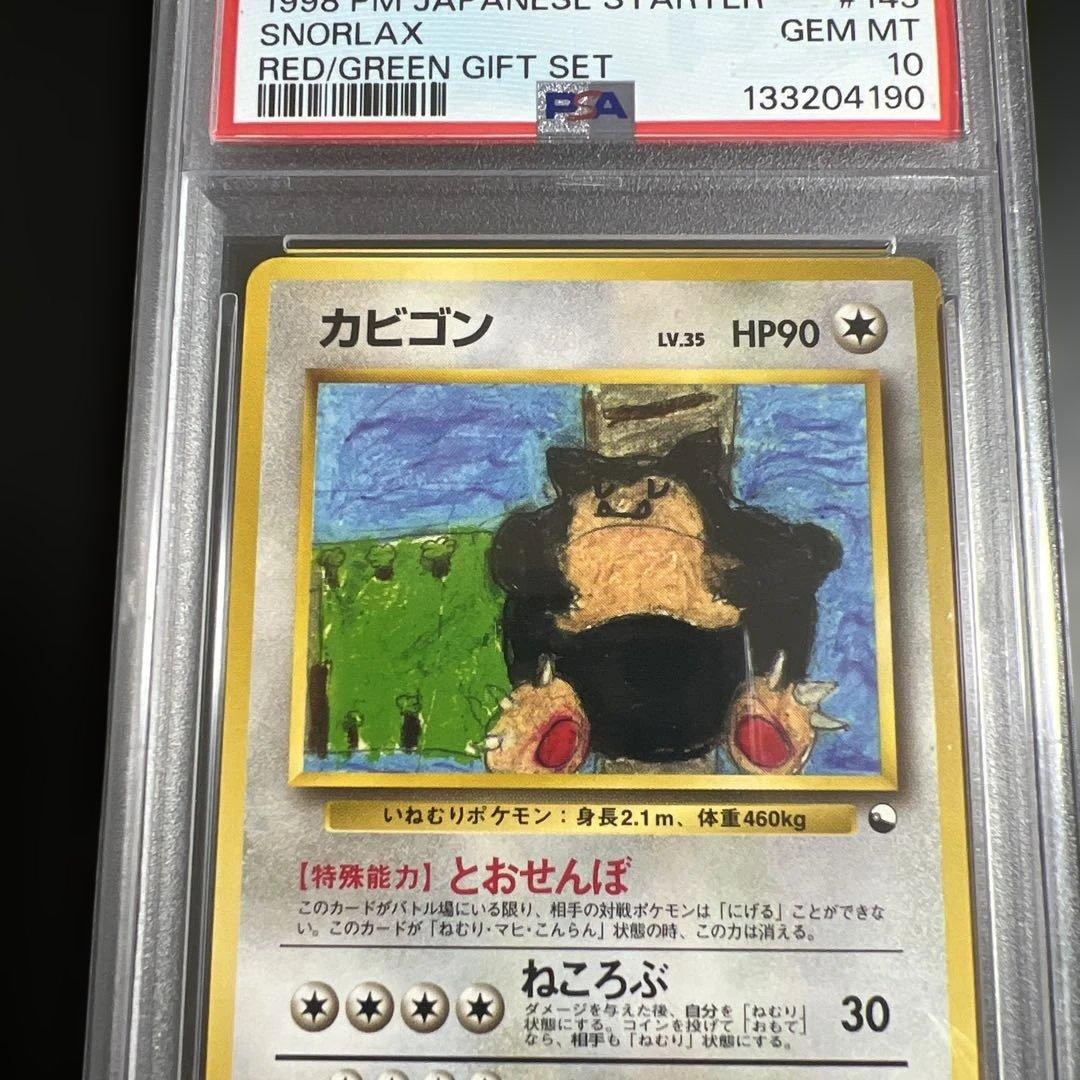 1998 PM JAPANESE STARTER #143
SNORLAX GEM MT
RED/GREEN GIFT SET 10
PSA 133204190
カビゴン LV.35 HP90
いねむりポケモン：身長2.1m、体重460kg
【特殊能力】とおせんぼ
このカードがバトル場にいる限り、相手の対戦ポケモンは「にげる」ことができな
い。このカードが「ねむり・マヒ・こんらん」状態の時、この力は消える。
ねころぶ
ダメージを与えた後、自分を「ねむり」
状態にする。コインを投げて「おもて」
なら、相手も「ねむり」状態にする。
30